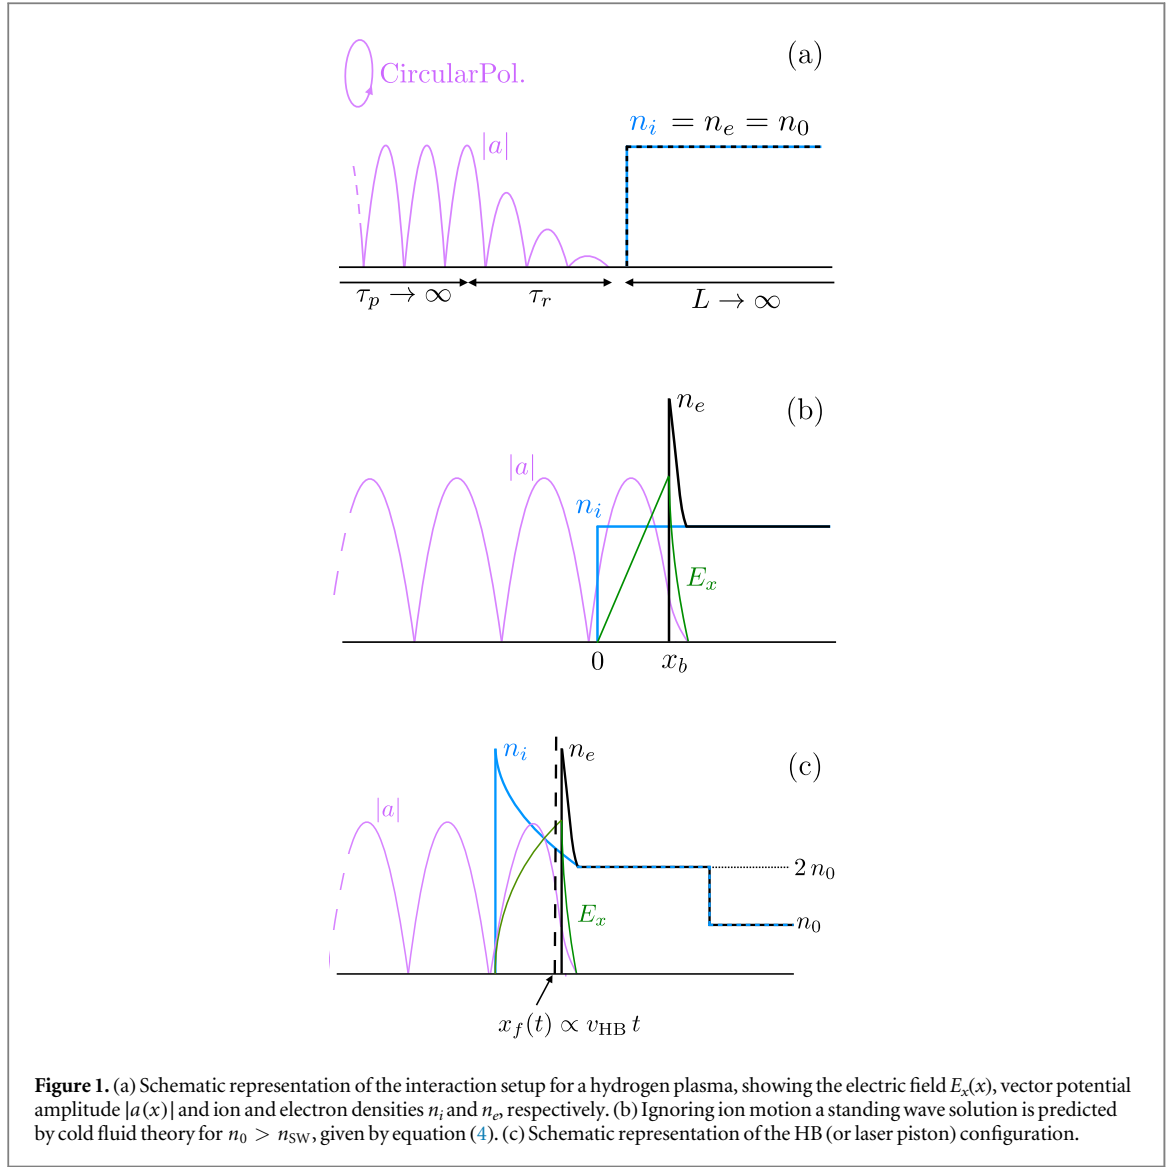 (a)
CircularPol.
|a|
n_i = n_e = n_0
τ_p → ∞
τ_r
L → ∞
(b)
n_e
|a|
n_i
E_x
0
x_b
(c)
n_i
n_e
|a|
2 n_0
E_x
n_0
x_f(t) ∝ v_HB t
Figure 1. (a) Schematic representation of the interaction setup for a hydrogen plasma, showing the electric field E_x(x), vector potential
amplitude |a(x)| and ion and electron densities n_i and n_e, respectively. (b) Ignoring ion motion a standing wave solution is predicted
by cold fluid theory for n_0 > n_SW, given by equation (4). (c) Schematic representation of the HB (or laser piston) configuration.